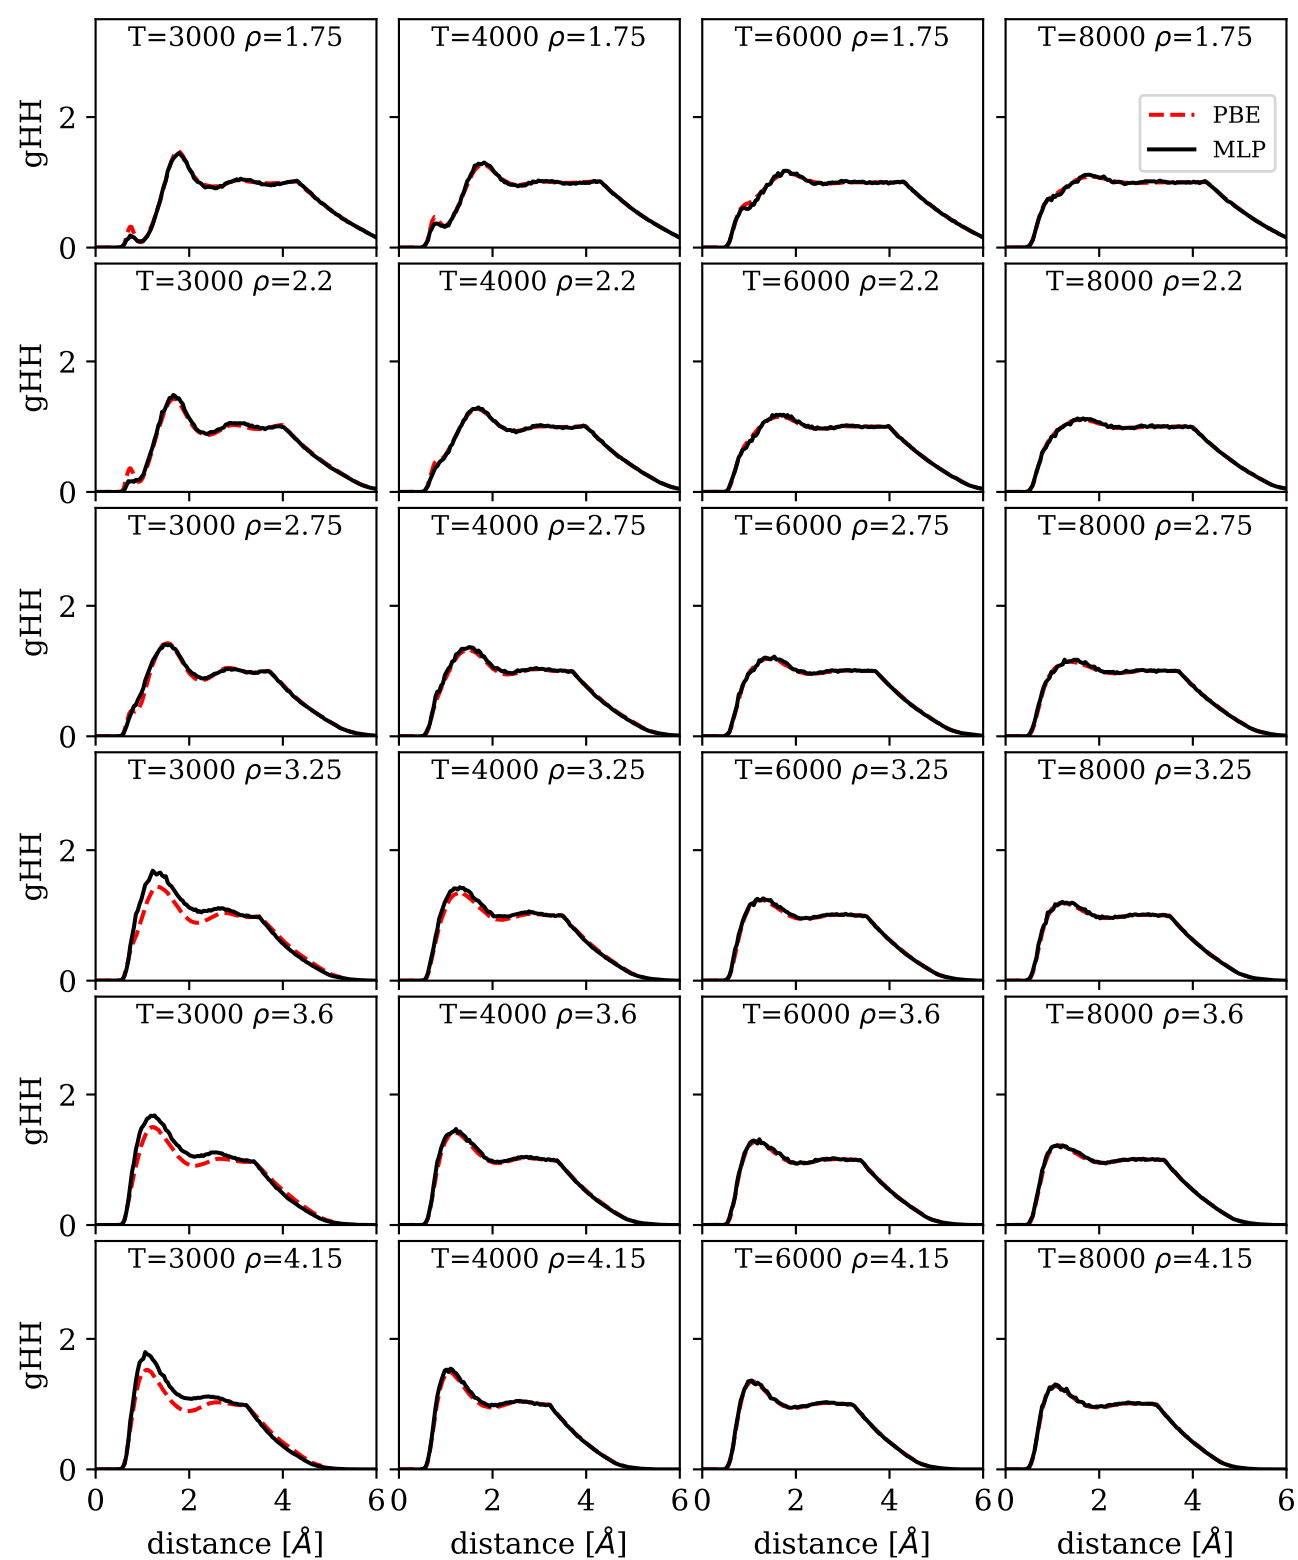 T=3000 ρ=1.75 T=4000 ρ=1.75 T=6000 ρ=1.75 T=8000 ρ=1.75
gHH
2
0
PBE
MLP
T=3000 ρ=2.2 T=4000 ρ=2.2 T=6000 ρ=2.2 T=8000 ρ=2.2
gHH
2
0
T=3000 ρ=2.75 T=4000 ρ=2.75 T=6000 ρ=2.75 T=8000 ρ=2.75
gHH
2
0
T=3000 ρ=3.25 T=4000 ρ=3.25 T=6000 ρ=3.25 T=8000 ρ=3.25
gHH
2
0
T=3000 ρ=3.6 T=4000 ρ=3.6 T=6000 ρ=3.6 T=8000 ρ=3.6
gHH
2
0
T=3000 ρ=4.15 T=4000 ρ=4.15 T=6000 ρ=4.15 T=8000 ρ=4.15
gHH
2
0
0 2 4 6 0 2 4 6 0 2 4 6 0 2 4 6
distance [Å] distance [Å] distance [Å] distance [Å]